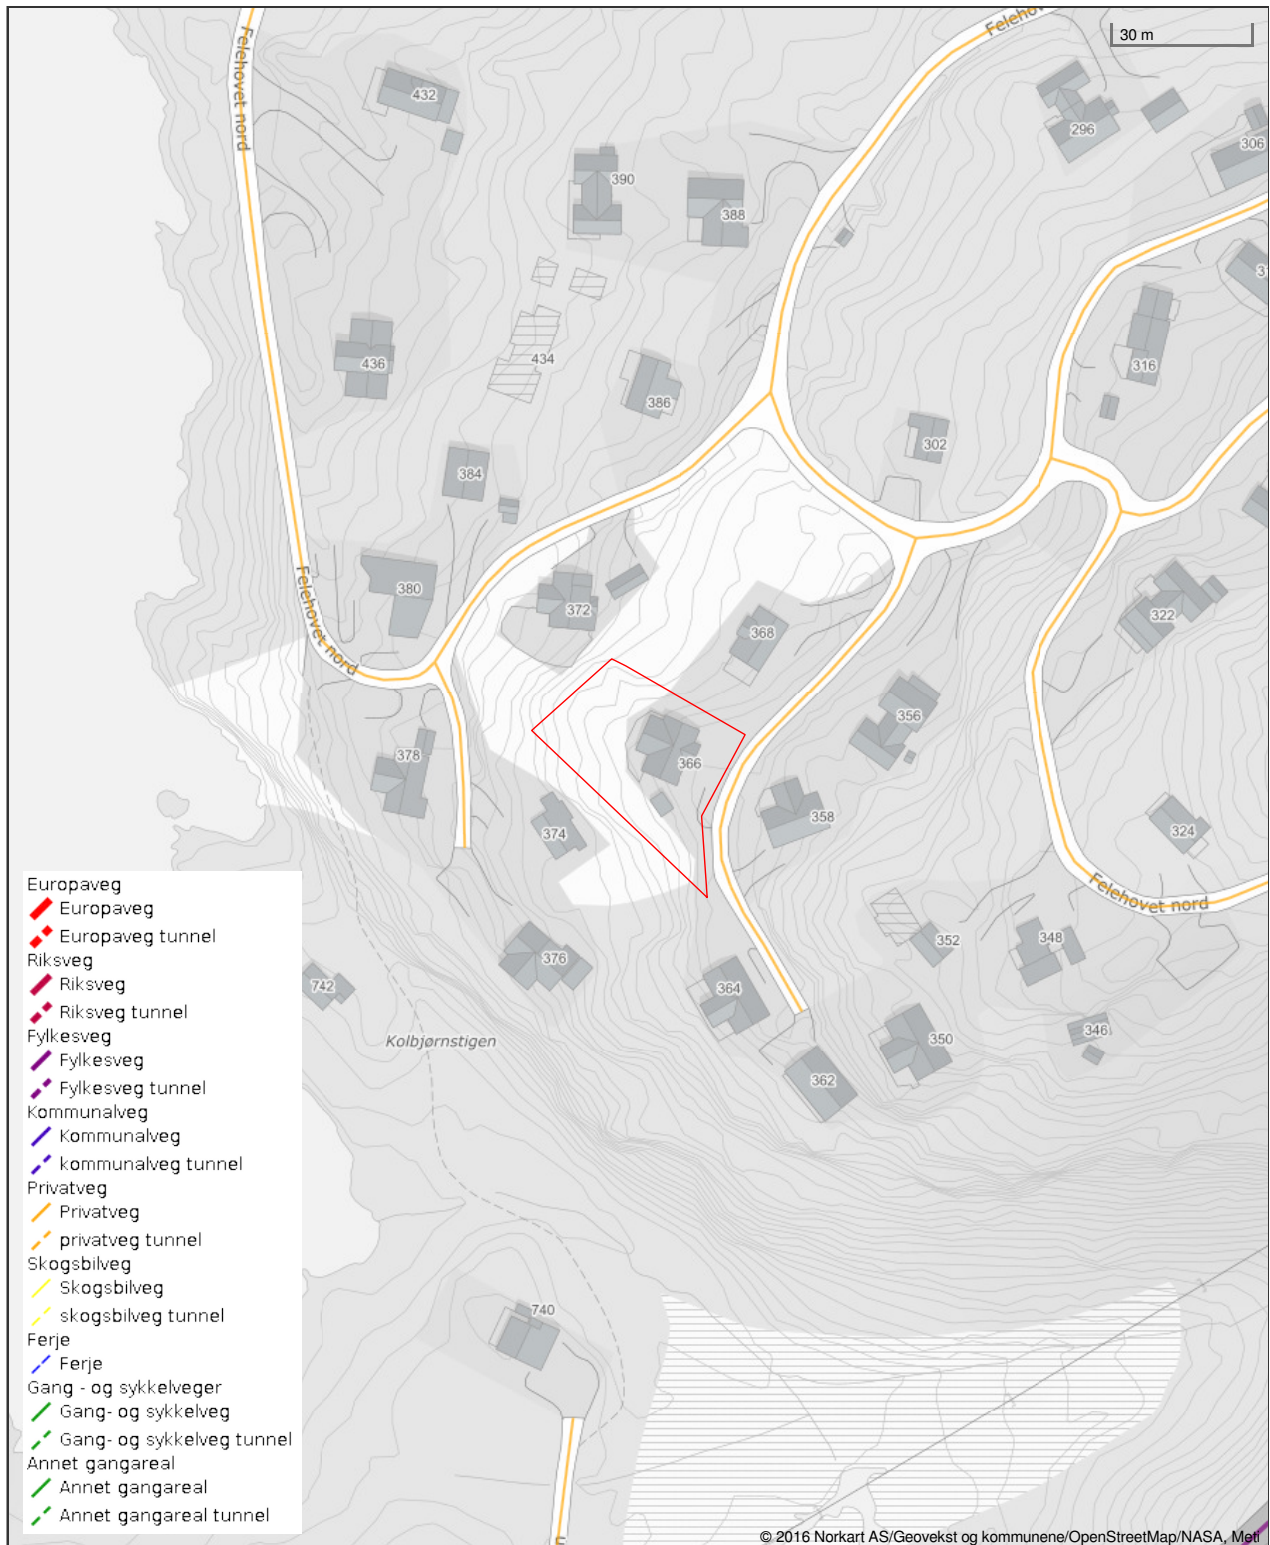 Felehovet nord
Felehov
30 m
432
296
306
390
388
436
434
386
316
302
384
380
372
322
368
Felehovet nord
356
378
366
358
374
324
Felehovet nord
352
348
376
364
742
350
346
Kolbjørnstigen
362
740
Europaveg
Europaveg
Europaveg tunnel
Riksveg
Riksveg
Riksveg tunnel
Fylkesveg
Fylkesveg
Fylkesveg tunnel
Kommunalveg
Kommunalveg
kommunalveg tunnel
Privatveg
Privatveg
privatveg tunnel
Skogsbilveg
Skogsbilveg
skogsbilveg tunnel
Ferje
Ferje
Gang - og sykkelveger
Gang- og sykkelveg
Gang- og sykkelveg tunnel
Annet gangareal
Annet gangareal
Annet gangareal tunnel
© 2016 Norkart AS/Geovekst og kommunene/OpenStreetMap/NASA, Meti